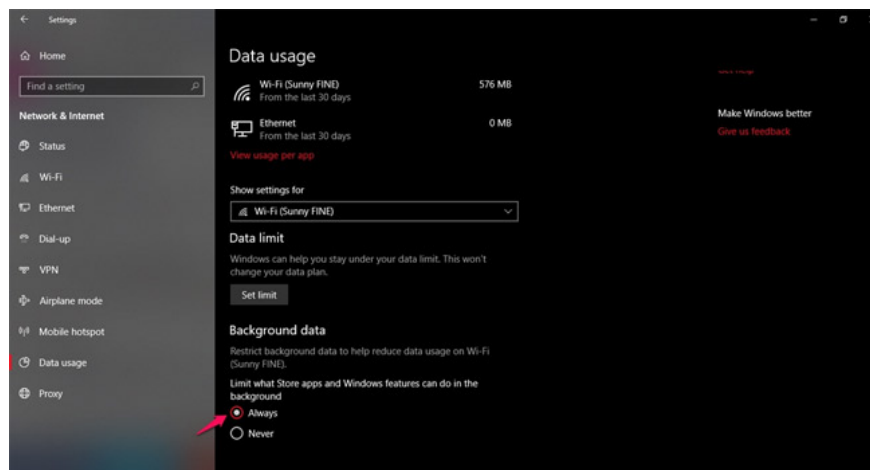 Settings
Home
Find a setting
Network & Internet
Status
Wi-Fi
Ethernet
Dial-up
VPN
Airplane mode
Mobile hotspot
Data usage
Proxy
Data usage
Wi-Fi (Sunny FINE) 576 MB
From the last 30 days
Ethernet 0 MB
From the last 30 days
View usage per app
Show settings for
Wi-Fi (Sunny FINE)
Data limit
Windows can help you stay under your data limit. This won't
change your data plan.
Set limit
Background data
Restrict background data to help reduce data usage on Wi-Fi
(Sunny FINE).
Limit what Store apps and Windows features can do in the
background
Always
Never
Make Windows better
Give us feedback